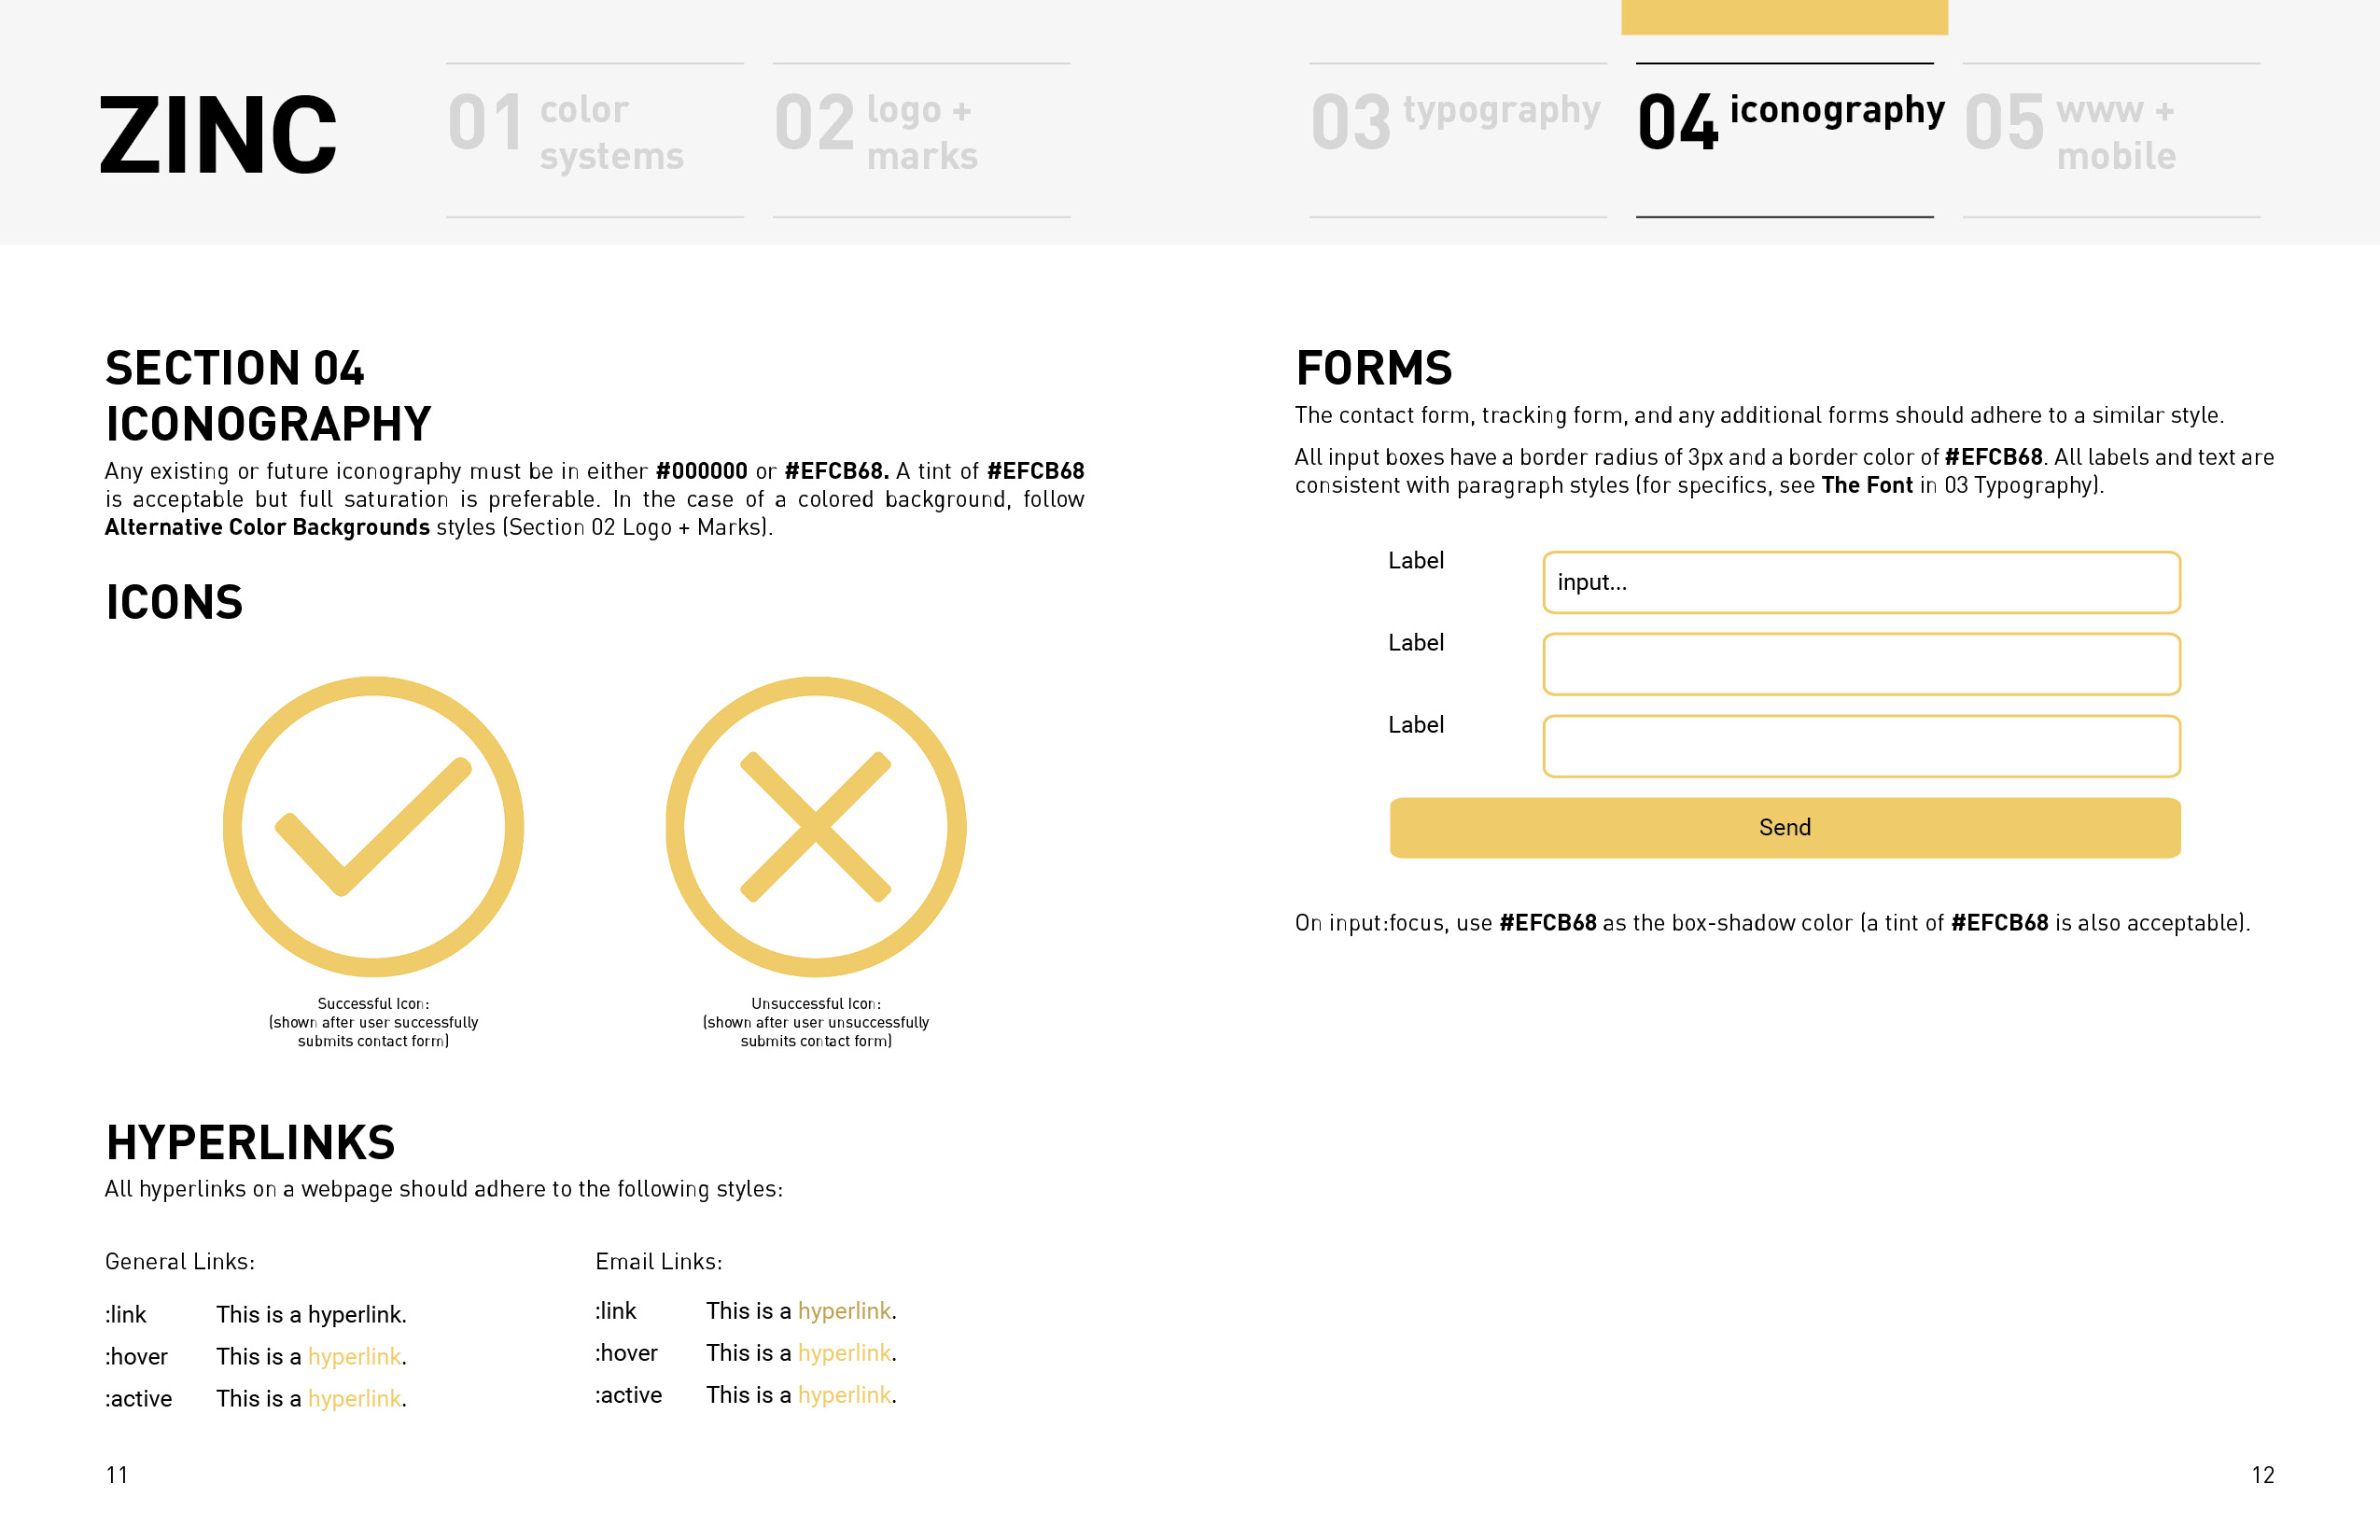 ZINC
01 color
systems
02 logo +
marks
03 typography
04 iconography
05 www +
mobile
SECTION 04
ICONOGRAPHY
Any existing or future iconography must be in either #000000 or #EFCB68. A tint of #EFCB68
is acceptable but full saturation is preferable. In the case of a colored background, follow
Alternative Color Backgrounds styles (Section 02 Logo + Marks).
ICONS
Successful Icon:
(shown after user successfully
submits contact form)
Unsuccessful Icon:
(shown after user unsuccessfully
submits contact form)
HYPERLINKS
All hyperlinks on a webpage should adhere to the following styles:
General Links:
:link This is a hyperlink.
:hover This is a hyperlink.
:active This is a hyperlink.
Email Links:
:link This is a hyperlink.
:hover This is a hyperlink.
:active This is a hyperlink.
11
FORMS
The contact form, tracking form, and any additional forms should adhere to a similar style.
All input boxes have a border radius of 3px and a border color of #EFCB68. All labels and text are
consistent with paragraph styles (for specifics, see The Font in 03 Typography).
Label input...
Label
Label
Send
On input:focus, use #EFCB68 as the box-shadow color (a tint of #EFCB68 is also acceptable).
12